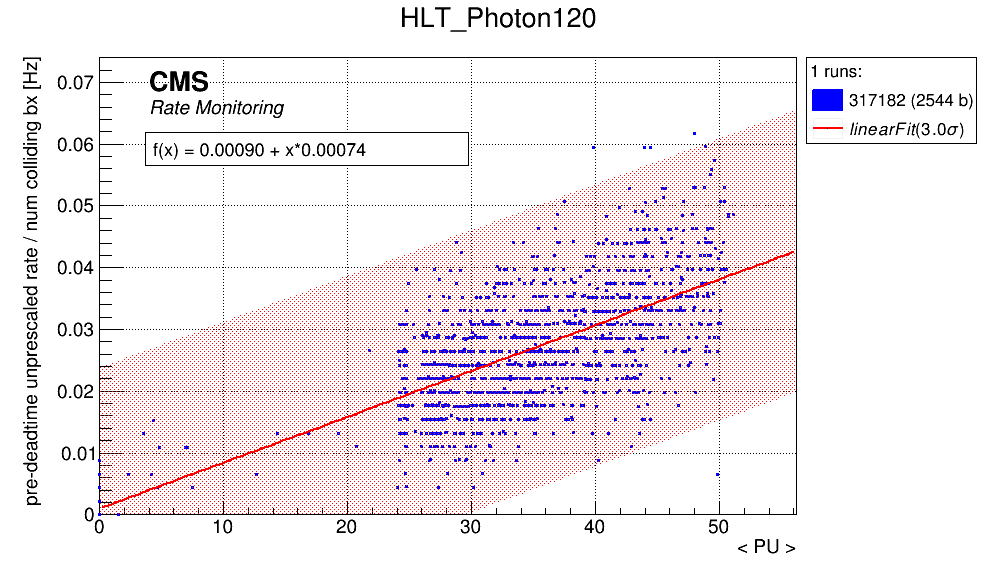 HLT_Photon120
pre-deadtime unprescaled rate / num colliding bx [Hz]
0.07
0.06
0.05
0.04
0.03
0.02
0.01
0
CMS
Rate Monitoring
f(x) = 0.00090 + x*0.00074
0 10 20 30 40 50
< PU >
1 runs:
317182 (2544 b)
linearFit(3.0σ)